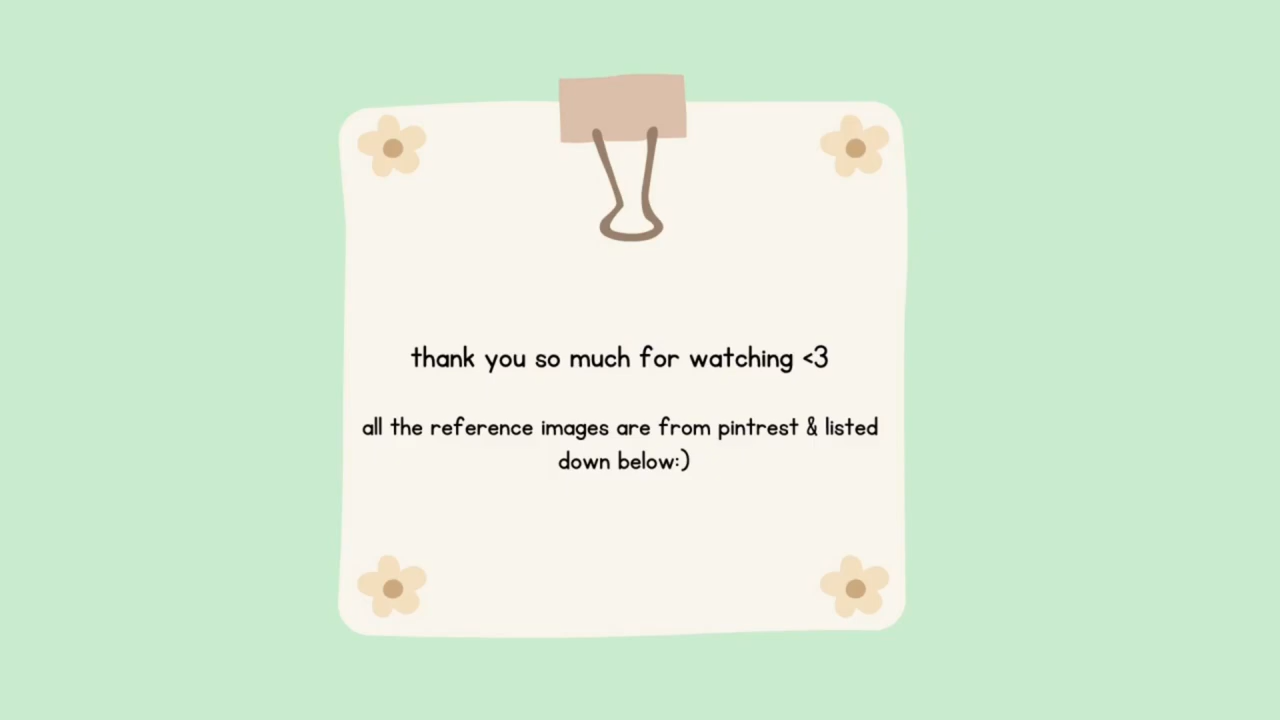 thank you so much for watching <3
all the reference images are from pintrest & listed
down below:)